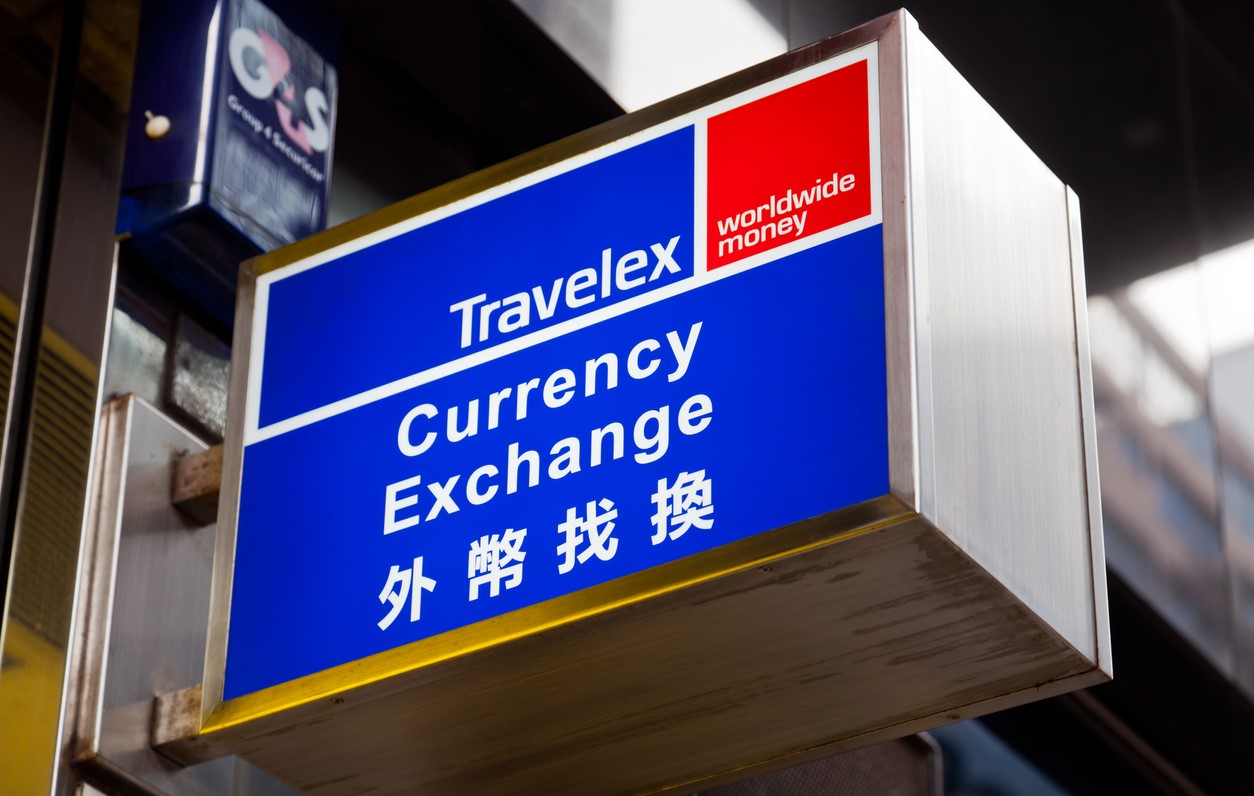 G4S
Group 4 Securicor
Travelex
worldwide
money
Currency
Exchange
外幣找換